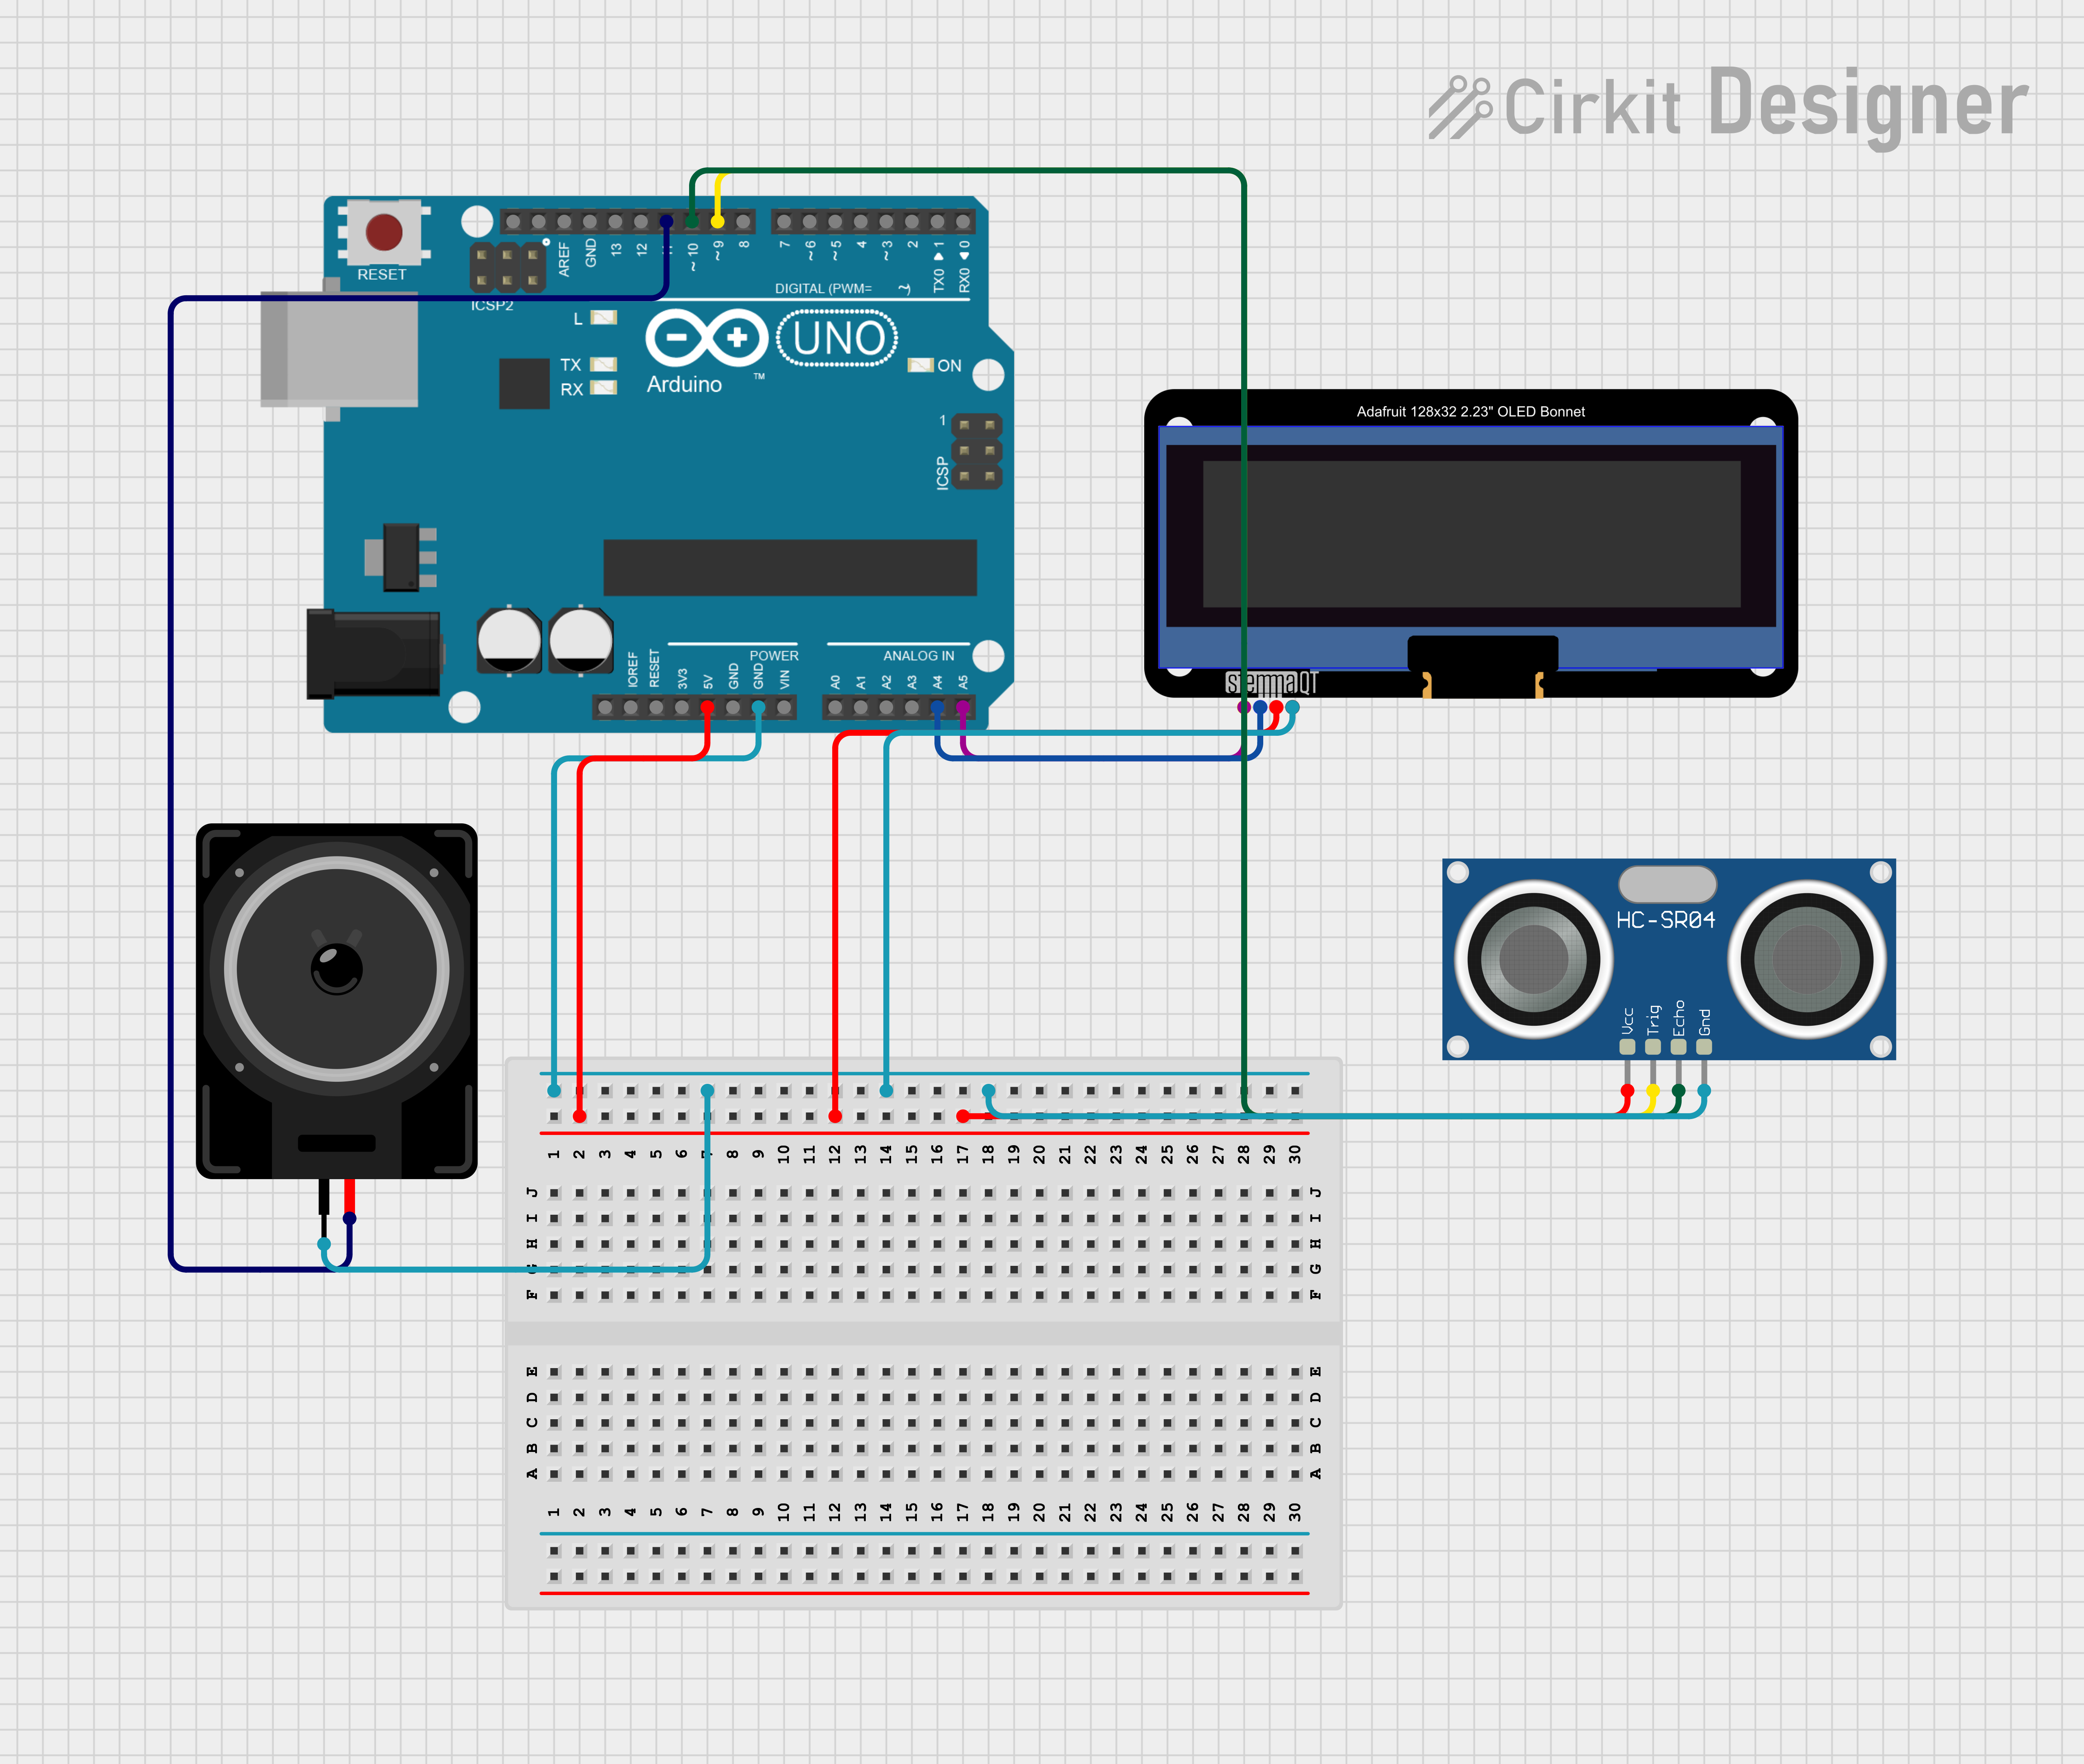 Cirkit Designer
RESET
ICSP2
AREF
GND
13
12
~10
~9
8
7
~6
~5
4
~3
2
TX0 1
RX0 0
DIGITAL (PWM= ~)
L
TX
RX
Arduino
TM
UNO
ON
1
ICSP
IOREF
RESET
3V3
5V
GND
GND
VIN
POWER
A0
A1
A2
A3
A4
A5
ANALOG IN
Adafruit 128x32 2.23" OLED Bonnet
stemmaQT
HC-SR04
Vcc
Trig
Echo
Gnd
1 2 3 4 5 6 7 8 9 10 11 12 13 14 15 16 17 18 19 20 21 22 23 24 25 26 27 28 29 30
J J
I I
H H
G G
F F
E E
D D
C C
B B
A A
1 2 3 4 5 6 7 8 9 10 11 12 13 14 15 16 17 18 19 20 21 22 23 24 25 26 27 28 29 30